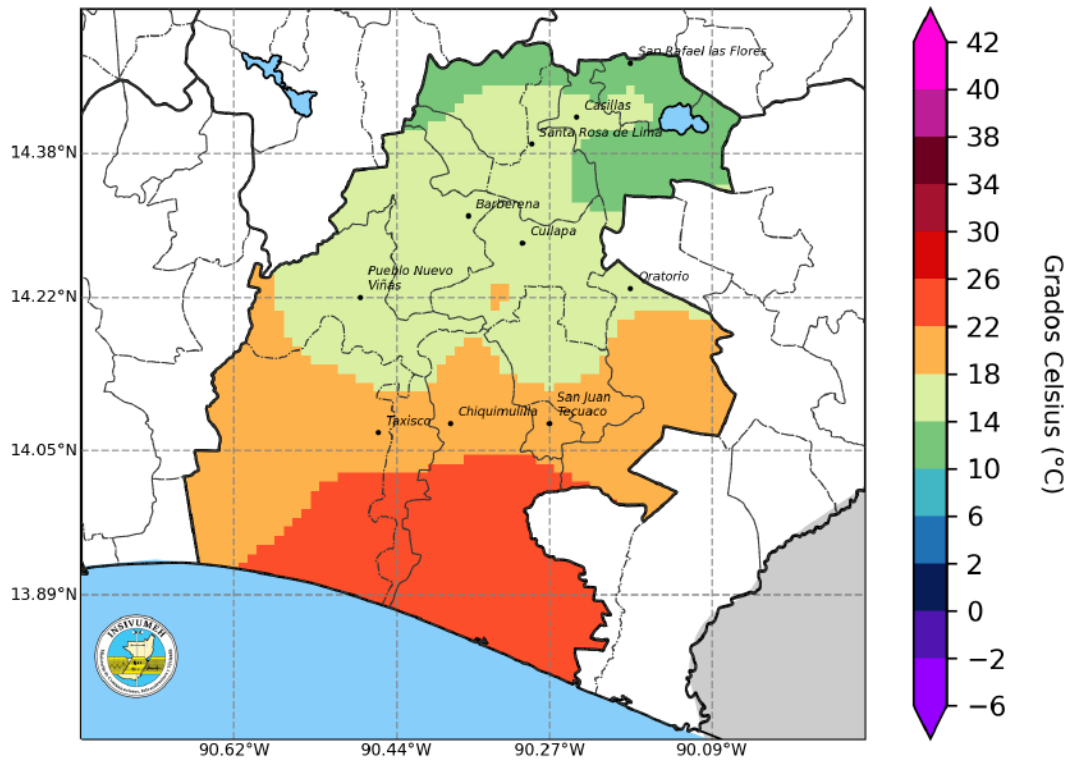 San Rafael las Flores
Casillas
Santa Rosa de Lima
Barberena
Cuilapa
Pueblo Nuevo
Viñas
Oratorio
San Juan
Tecuaco
Chiquimulilla
Taxisco
14.38°N
14.22°N
14.05°N
13.89°N
90.62°W
90.44°W
90.27°W
90.09°W
INSIVUMEH
42
40
38
34
30
26
22
18
14
10
6
2
0
−2
−6
Grados Celsius (°C)